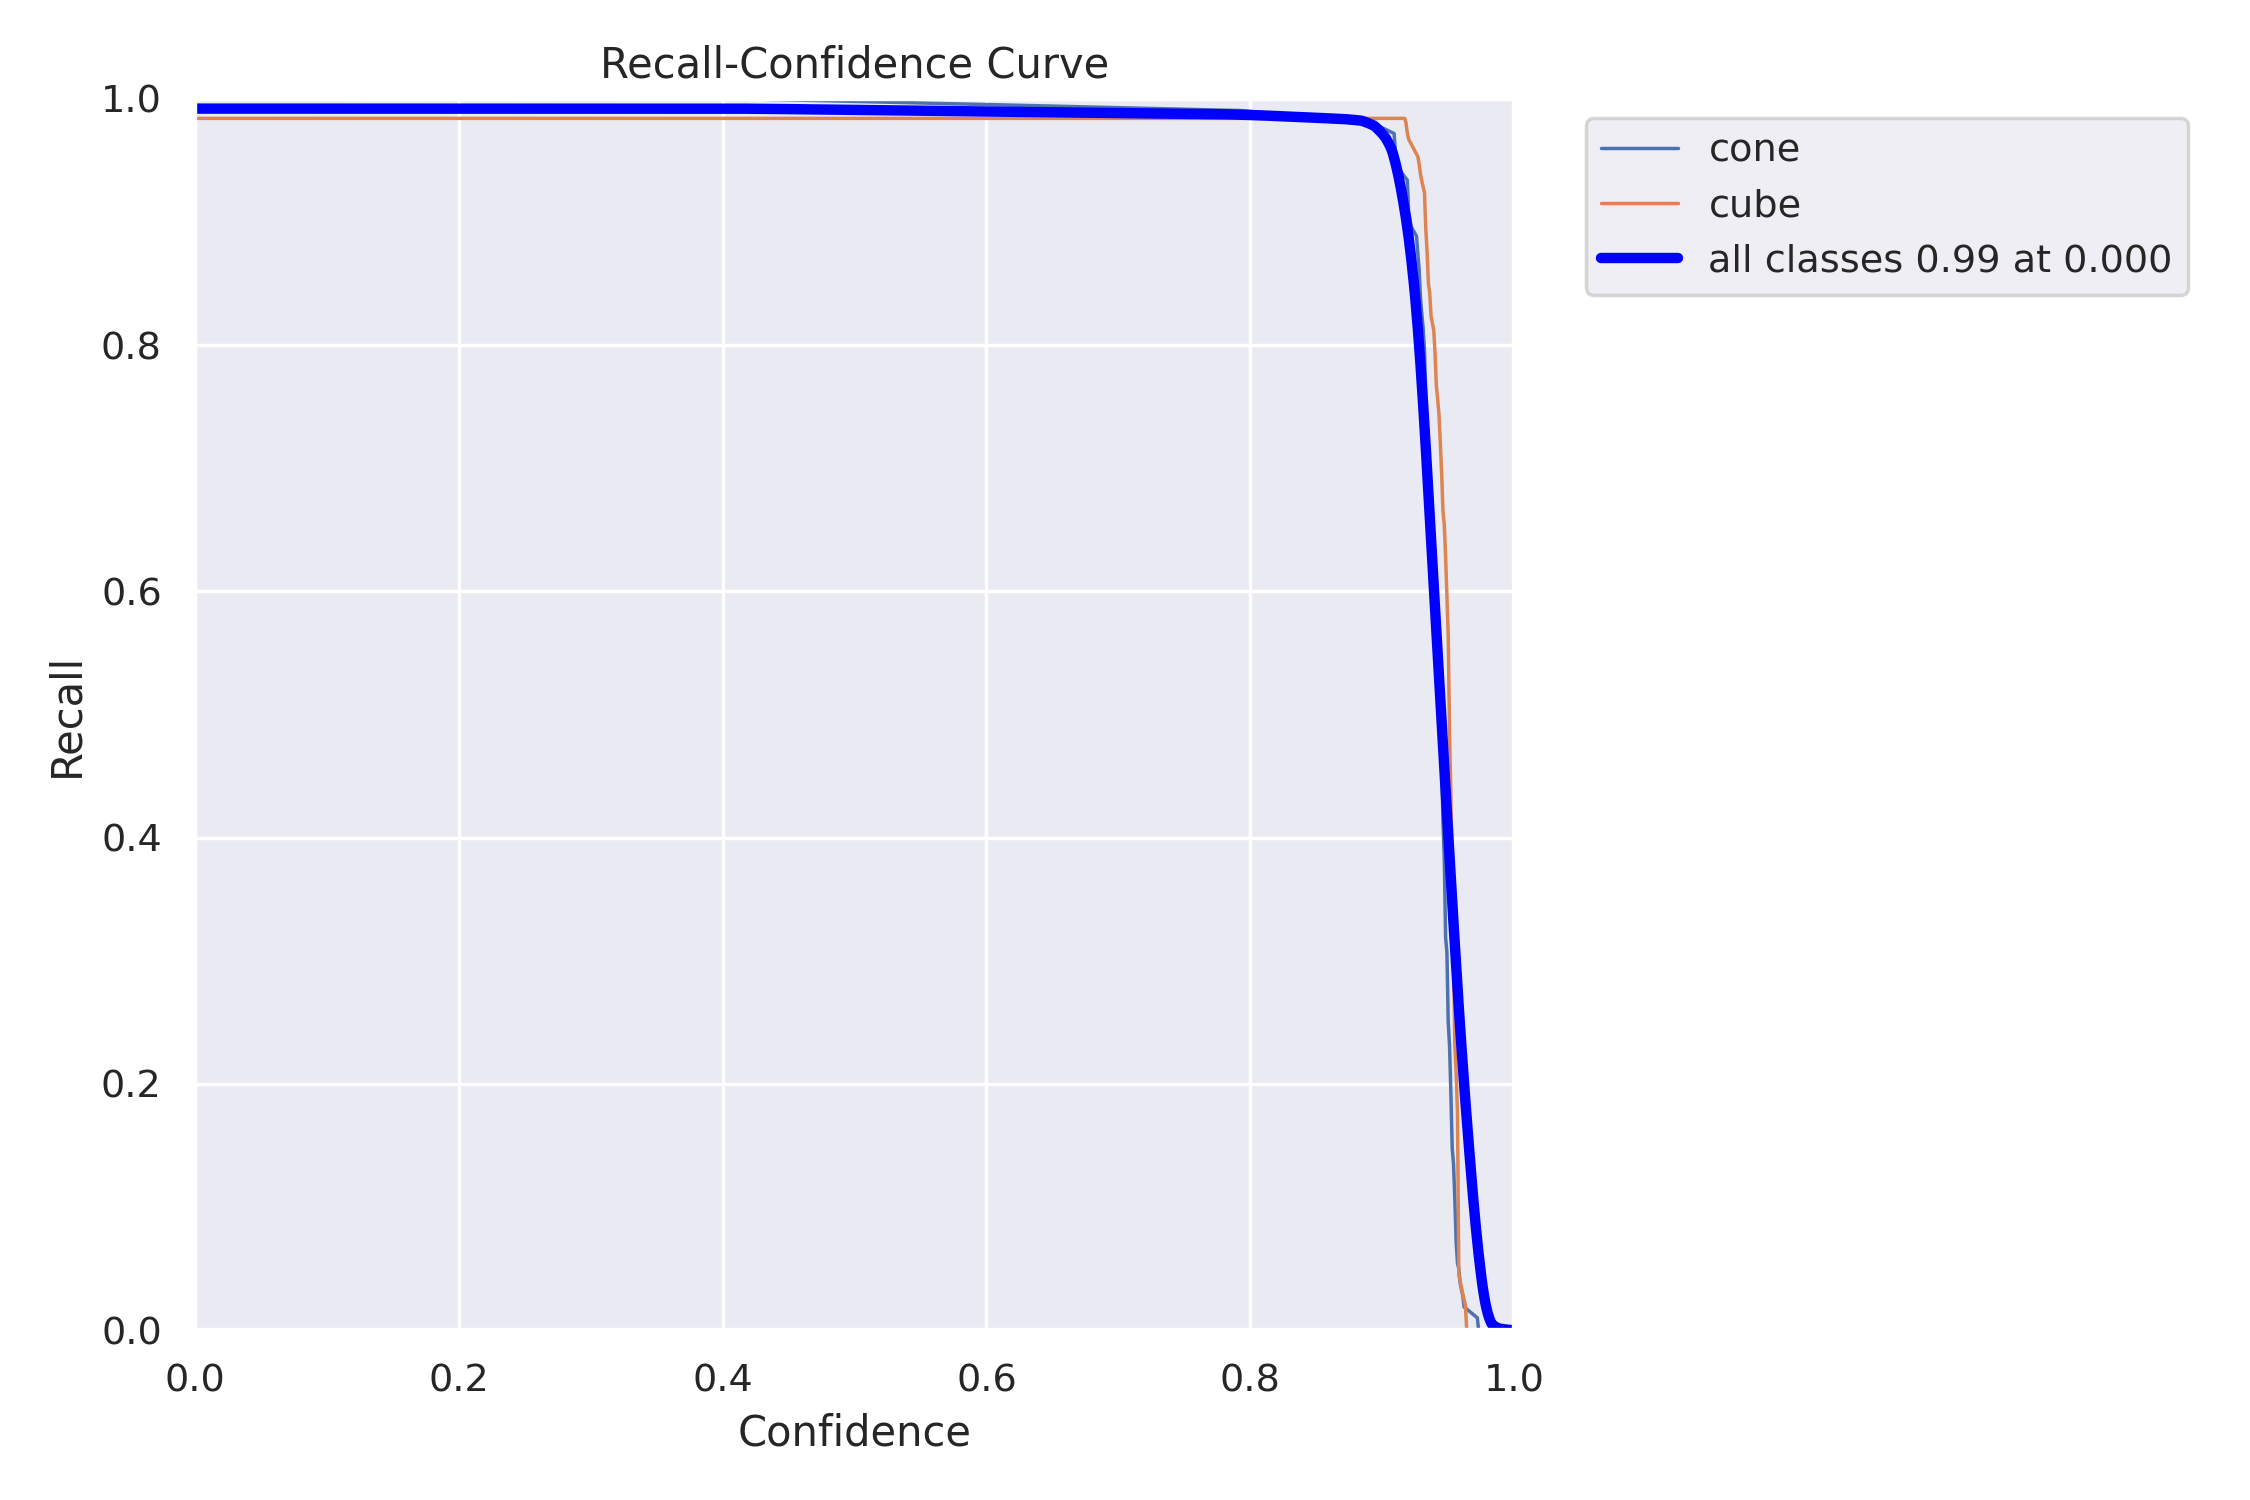 Recall-Confidence Curve
1.0
0.8
0.6
0.4
0.2
0.0
Recall
0.0 0.2 0.4 0.6 0.8 1.0
Confidence
cone
cube
all classes 0.99 at 0.000